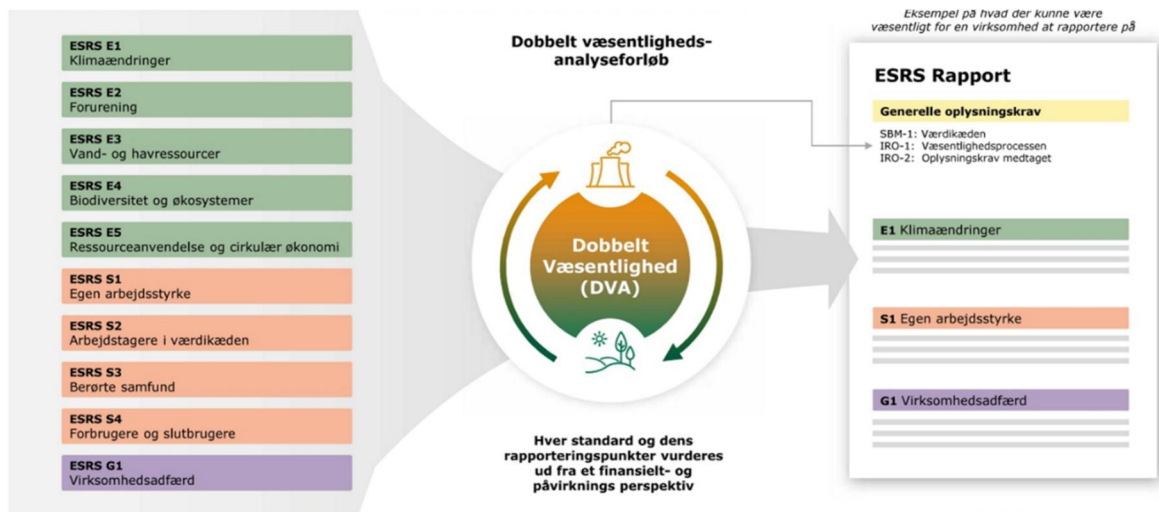 ESRS E1
Klimaændringer
ESRS E2
Forurening
ESRS E3
Vand- og havressourcer
ESRS E4
Biodiversitet og økosystemer
ESRS E5
Ressourceanvendelse og cirkulær økonomi
ESRS S1
Egen arbejdsstyrke
ESRS S2
Arbejdstagere i værdikæden
ESRS S3
Berørte samfund
ESRS S4
Forbrugere og slutbrugere
ESRS G1
Virksomhedsadfærd
Dobbelt væsentligheds-
analyseforløb
Dobbelt
Væsentlighed
(DVA)
Hver standard og dens
rapporteringspunkter vurderes
ud fra et finansielt- og
påvirknings perspektiv
Eksempel på hvad der kunne være
væsentligt for en virksomhed at rapportere på
ESRS Rapport
Generelle oplysningskrav
SBM-1: Værdikæden
IRO-1: Væsentlighedsprocessen
IRO-2: Oplysningskrav medtaget
E1 Klimaændringer
S1 Egen arbejdsstyrke
G1 Virksomhedsadfærd